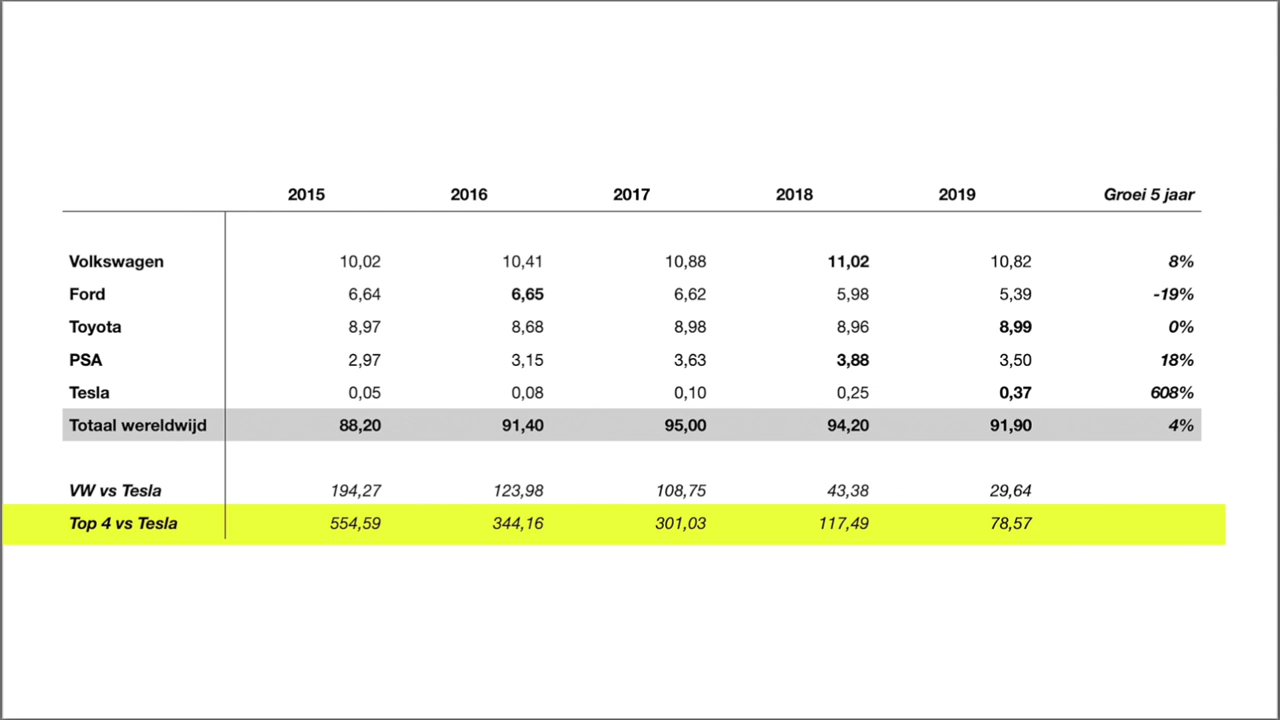 2015 2016 2017 2018 2019 Groei 5 jaar
Volkswagen 10,02 10,41 10,88 11,02 10,82 8%
Ford 6,64 6,65 6,62 5,98 5,39 -19%
Toyota 8,97 8,68 8,98 8,96 8,99 0%
PSA 2,97 3,15 3,63 3,88 3,50 18%
Tesla 0,05 0,08 0,10 0,25 0,37 608%
Totaal wereldwijd 88,20 91,40 95,00 94,20 91,90 4%
VW vs Tesla 194,27 123,98 108,75 43,38 29,64
Top 4 vs Tesla 554,59 344,16 301,03 117,49 78,57